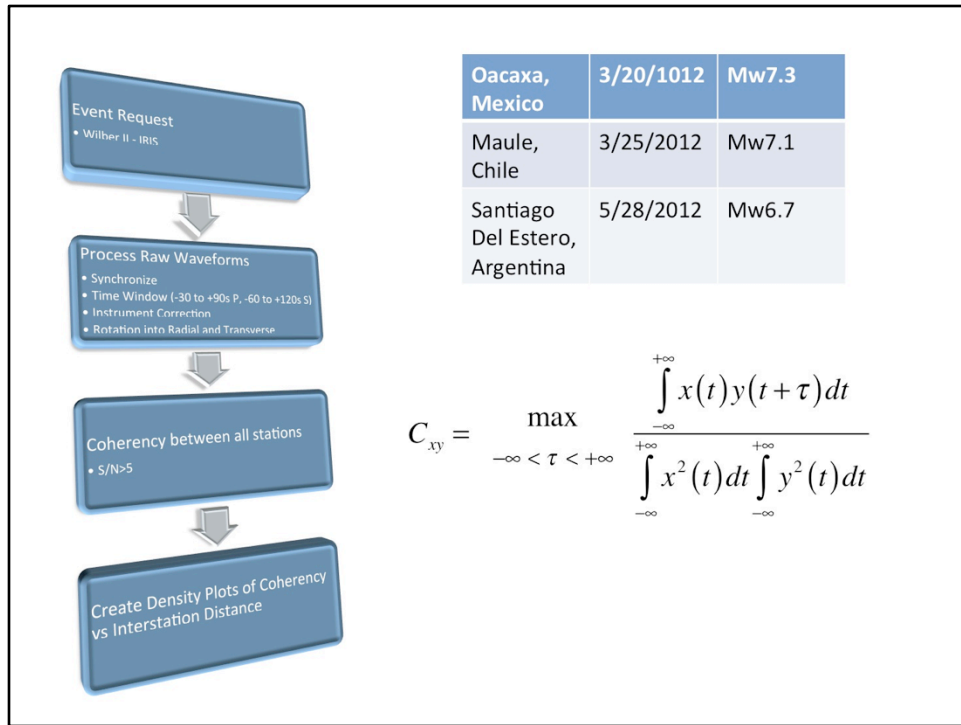 Event Request
• Wilber II - IRIS
Process Raw Waveforms
• Synchronize
• Time Window (-30 to +90s P, -60 to +120s S)
• Instrument Correction
• Rotation into Radial and Transverse
Coherency between all stations
• S/N>5
Create Density Plots of Coherency
vs Interstation Distance
Oacaxa, 3/20/1012 Mw7.3
Mexico
Maule, 3/25/2012 Mw7.1
Chile
Santiago 5/28/2012 Mw6.7
Del Estero,
Argentina
C_{xy} = max_{-∞ < τ < +∞} \frac{∫_{-∞}^{+∞} x(t) y(t + τ) dt}{∫_{-∞}^{+∞} x²(t) dt ∫_{-∞}^{+∞} y²(t) dt}